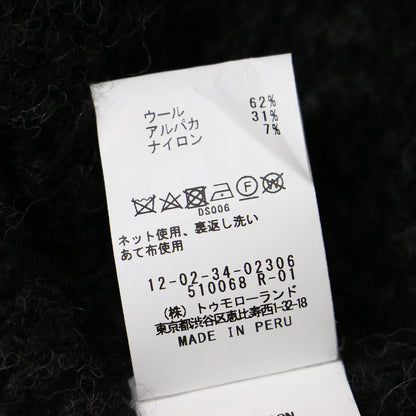 ウール 62%
アルパカ 31%
ナイロン 7%
DS006
ネット使用、裏返し洗い
あて布使用
12-02-34-02306
510068 R-01
(株)トゥモローランド
東京都渋谷区恵比寿西1-32-18
MADE IN PERU